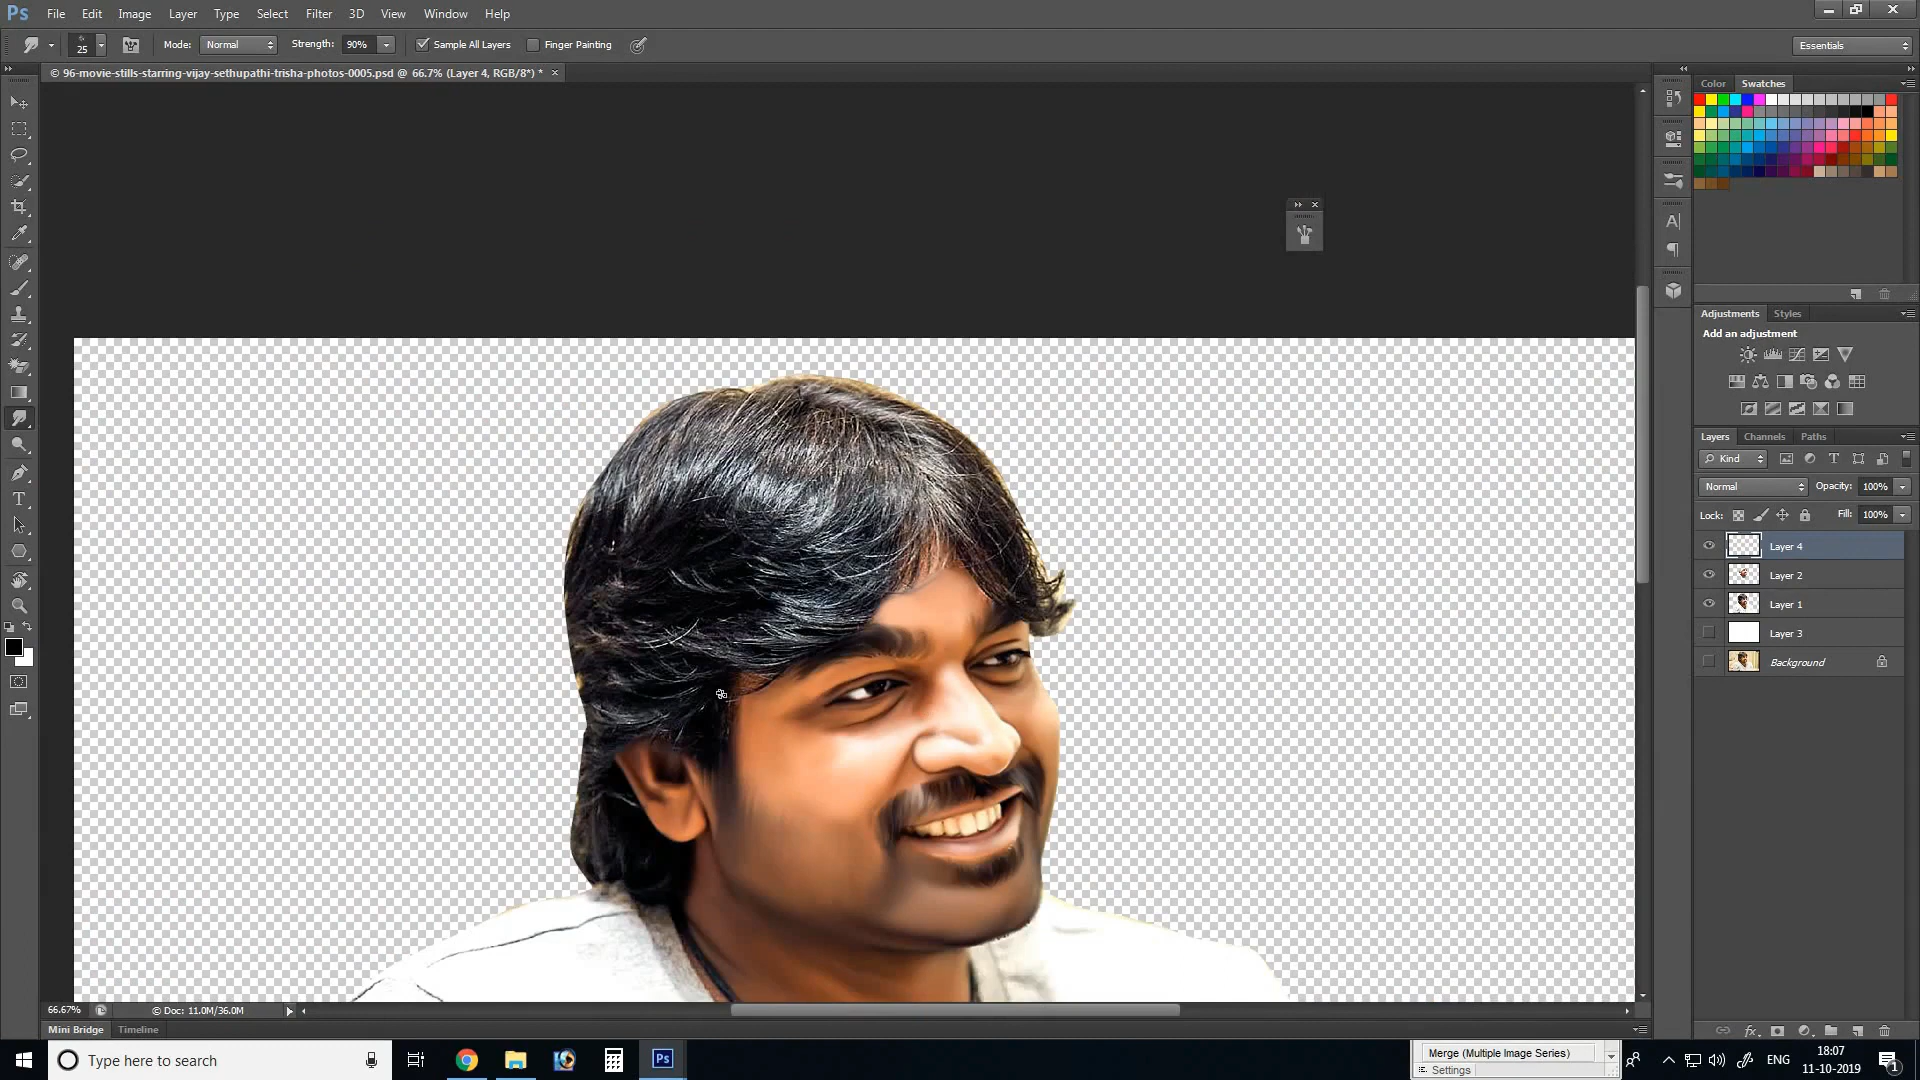 Ps File Edit Image Layer Type Select Filter 3D View Window Help
25 Mode: Normal Strength: 90% Sample All Layers Finger Painting Essentials
© 96-movie-stills-starring-vijay-sethupathi-trisha-photos-0005.psd @ 66.7% (Layer 4, RGB/8*) * ×
Color Swatches
Adjustments Styles
Add an adjustment
Layers Channels Paths
Kind
Normal Opacity: 100%
Lock: Fill: 100%
Layer 4
Layer 2
Layer 1
Layer 3
Background
66.67% © Doc: 11.0M/36.0M
Mini Bridge Timeline
Type here to search
Ps
Merge (Multiple Image Series)
Settings
ENG
18:07
11-10-2019
1